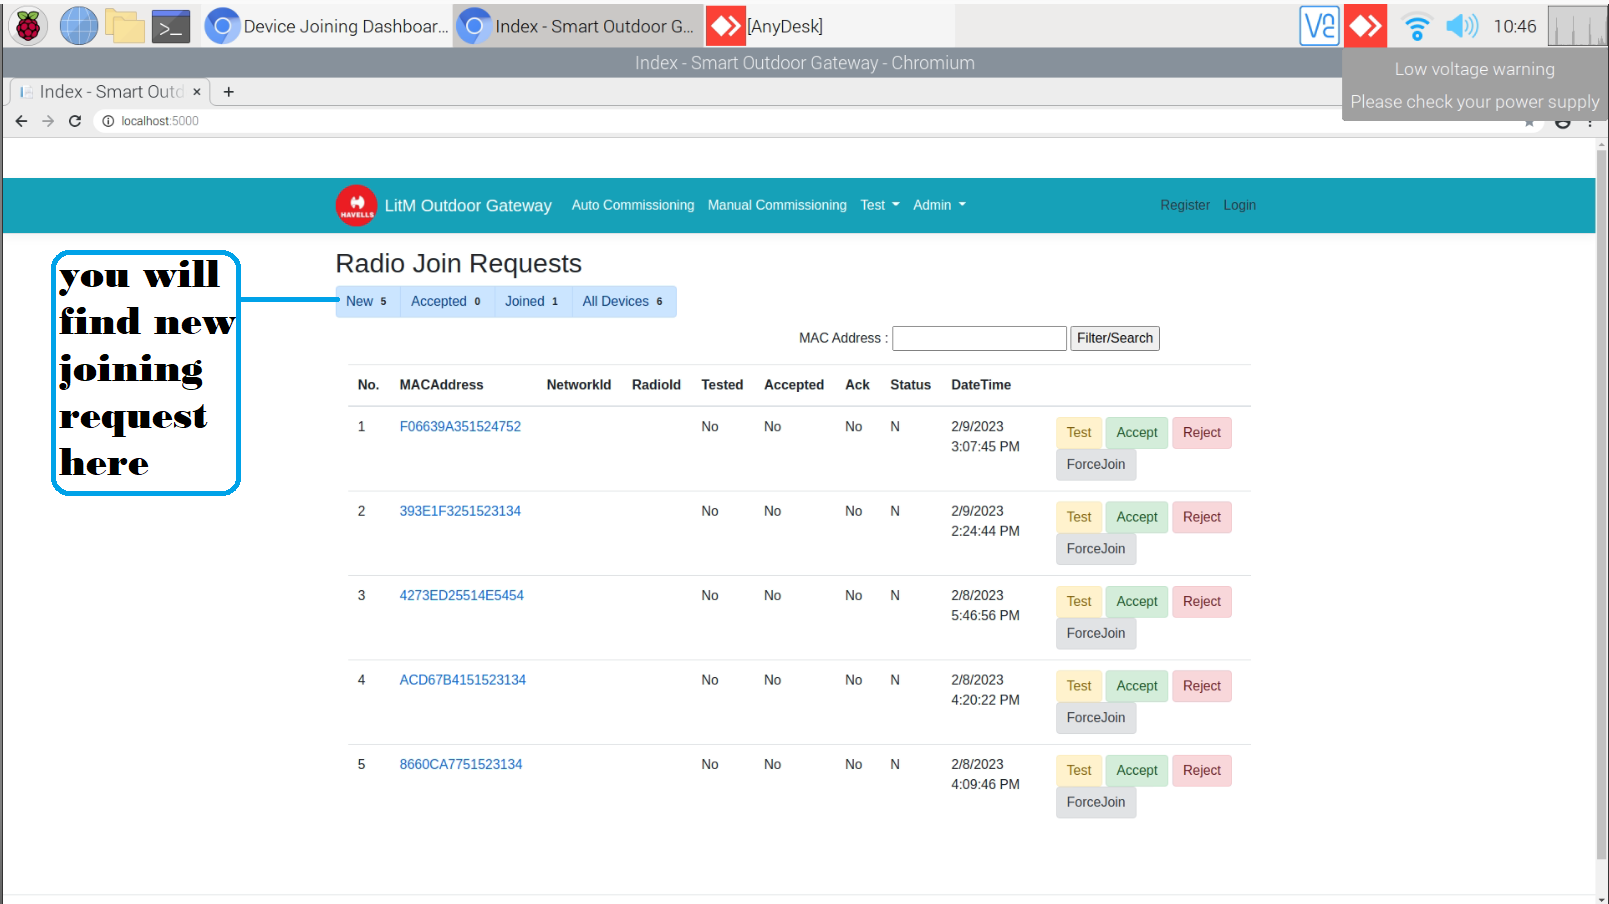 Device Joining Dashboar...
Index - Smart Outdoor G...
[AnyDesk]
10:46
Index - Smart Outdoor Gateway - Chromium
Low voltage warning
Please check your power supply
Index - Smart Outd × +
localhost:5000
HAVELLS
LitM Outdoor Gateway Auto Commissioning Manual Commissioning Test Admin Register Login
you will
find new
joining
request
here
Radio Join Requests
New 5 Accepted 0 Joined 1 All Devices 6
MAC Address : Filter/Search
No. MACAddress NetworkId RadioId Tested Accepted Ack Status DateTime
1 F06639A351524752 No No No N 2/9/2023 Test Accept Reject
3:07:45 PM
ForceJoin
2 393E1F3251523134 No No No N 2/9/2023 Test Accept Reject
2:24:44 PM
ForceJoin
3 4273ED25514E5454 No No No N 2/8/2023 Test Accept Reject
5:46:56 PM
ForceJoin
4 ACD67B4151523134 No No No N 2/8/2023 Test Accept Reject
4:20:22 PM
ForceJoin
5 8660CA7751523134 No No No N 2/8/2023 Test Accept Reject
4:09:46 PM
ForceJoin